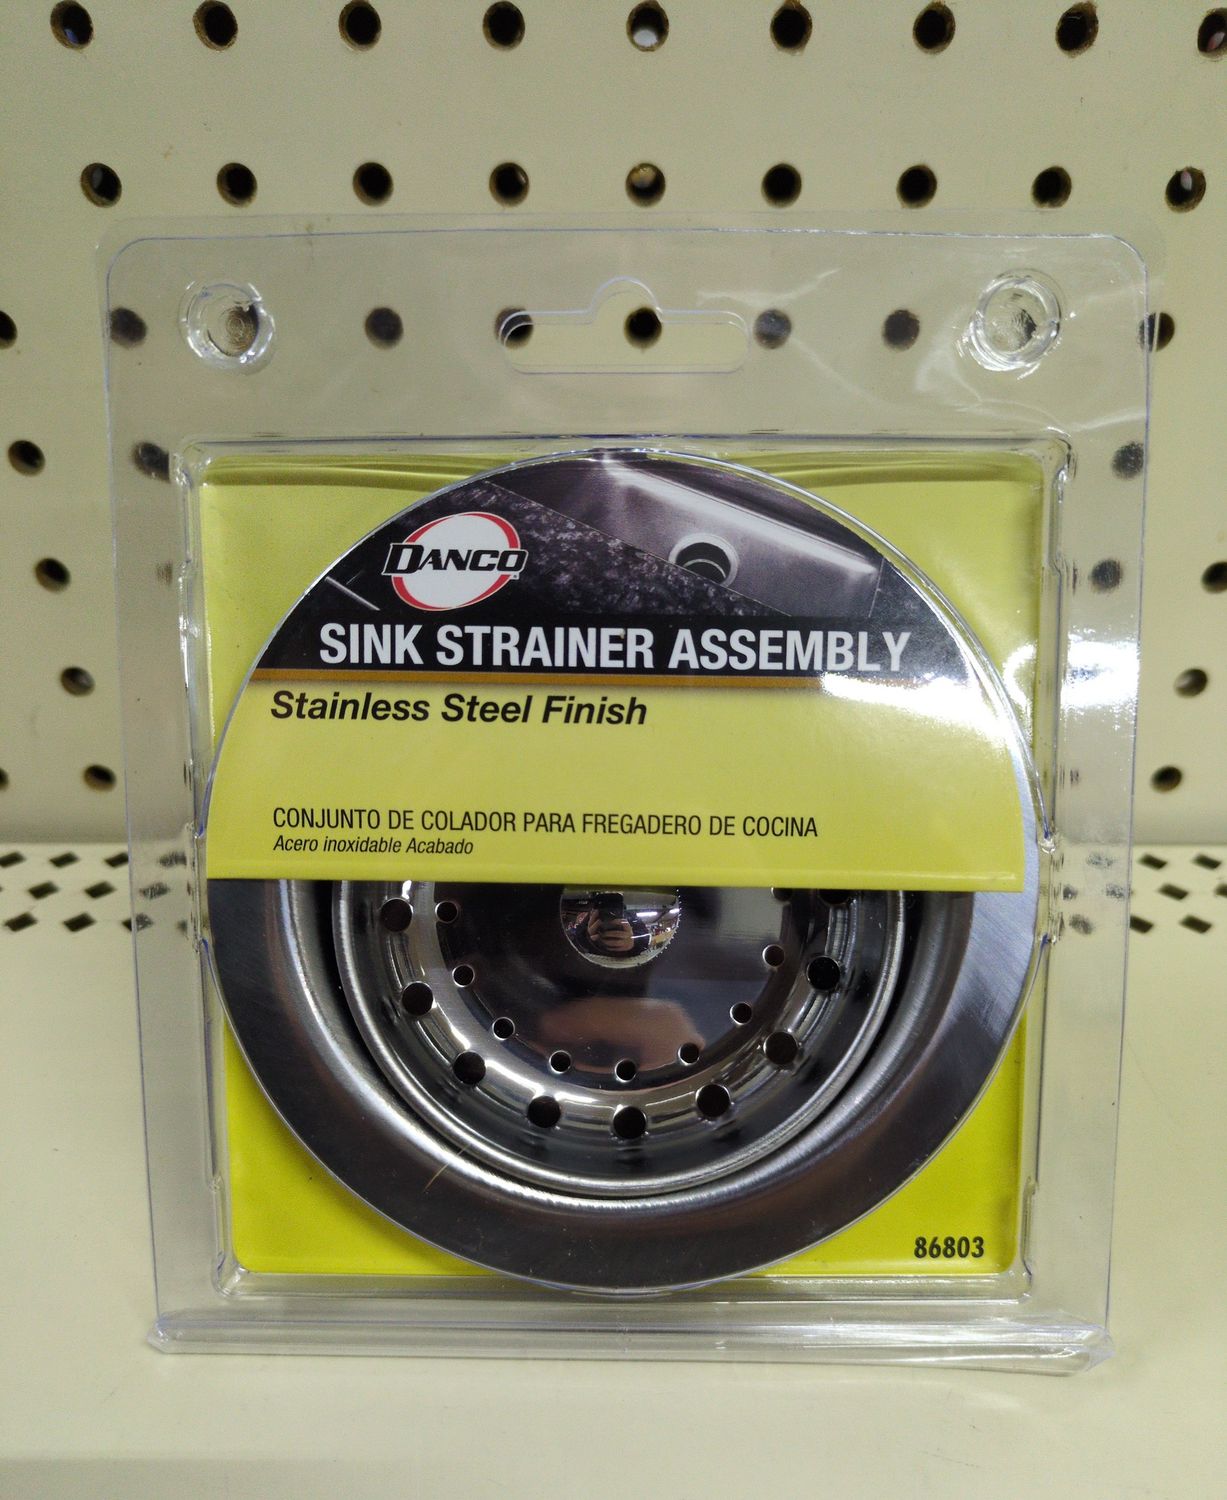 DANCO
SINK STRAINER ASSEMBLY
Stainless Steel Finish
CONJUNTO DE COLADOR PARA FREGADERO DE COCINA
Acero inoxidable Acabado
86803